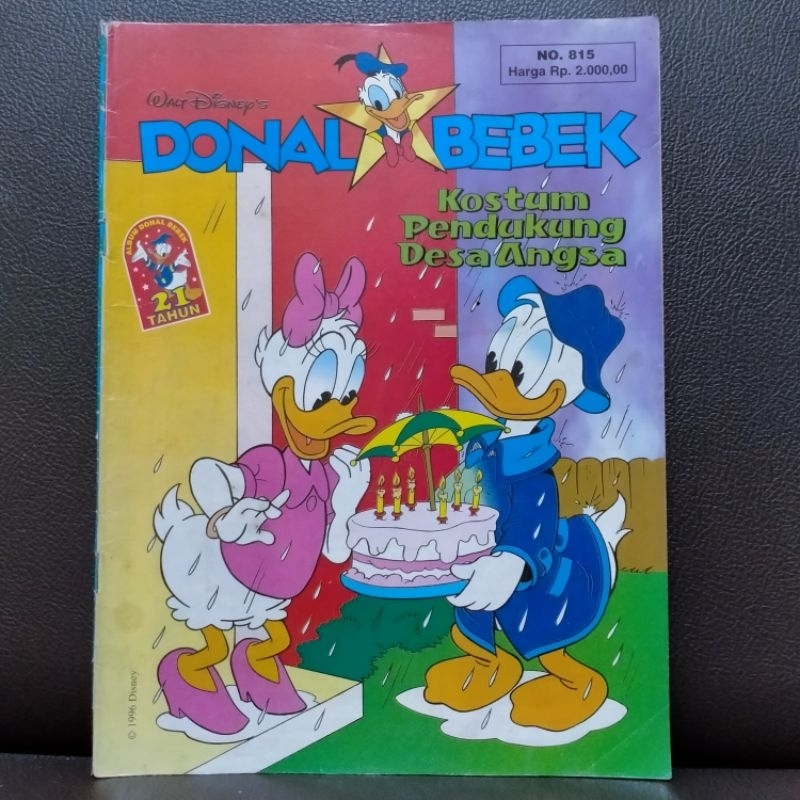 NO. 815
Harga Rp. 2.000,00
WALT DISNEY'S
DONAL BEBEK
Kostum
Pendukung
Desa Angsa
ALBUM DONAL BEBEK
21
TAHUN
© 1996 Disney